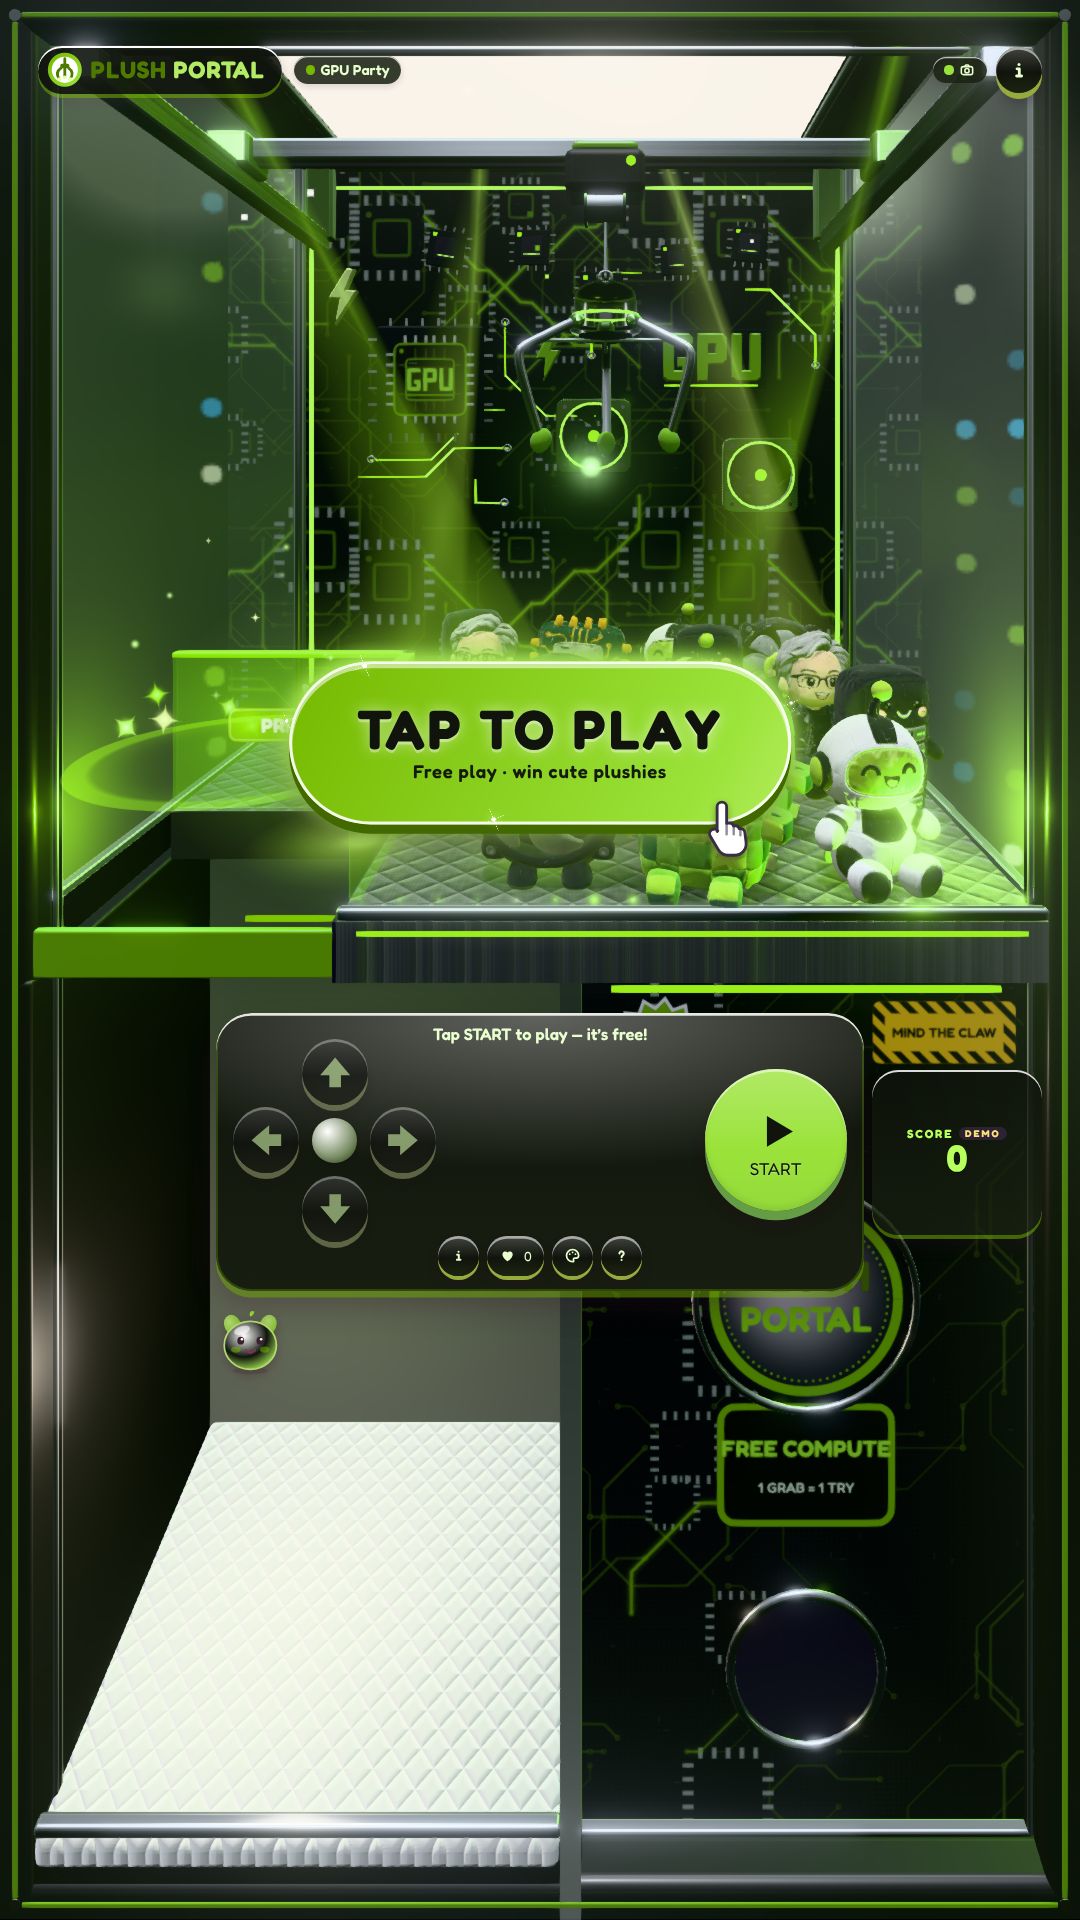 PLUSH PORTAL
GPU Party
GPU
GPU
TAP TO PLAY
Free play · win cute plushies
Tap START to play – it's free!
MIND THE CLAW
START
SCORE DEMO
0
0
PORTAL
FREE COMPUTE
1 GRAB = 1 TRY